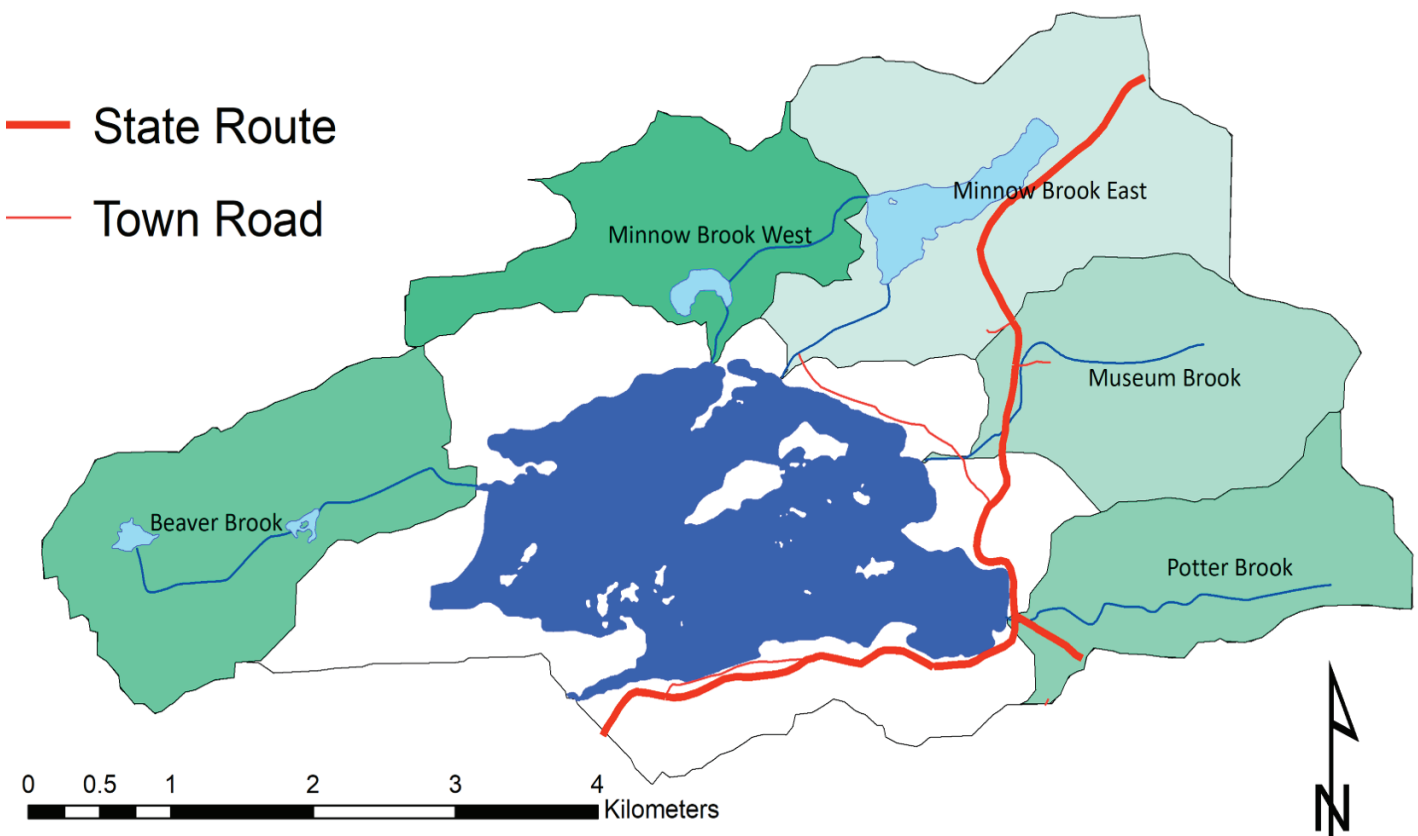 State Route
Town Road
Minnow Brook East
Minnow Brook West
Museum Brook
Beaver Brook
Potter Brook
0 0.5 1 2 3 4
Kilometers
N